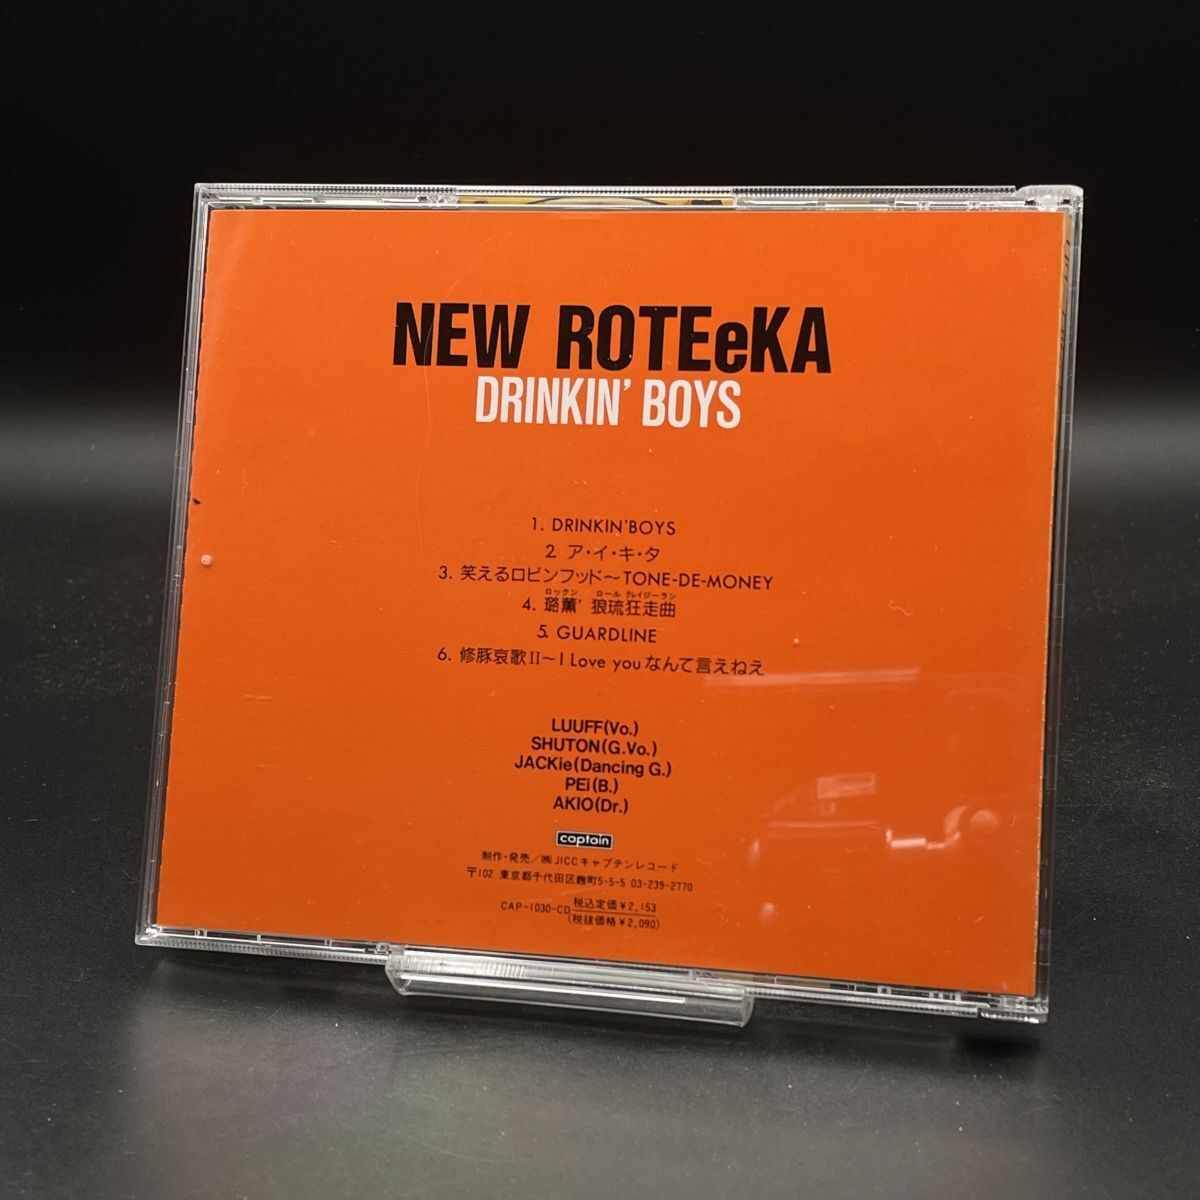 NEW ROTEeKA
DRINKIN' BOYS
1. DRINKIN'BOYS
2. ア・イ・キ・タ
3. 笑えるロビンフッド〜TONE-DE-MONEY
ロックン ロール クレイジーラン
4. 璐薫' 狼琉狂走曲
5. GUARDLINE
6. 修豚哀歌II〜I Love youなんて言えねえ
LUUFF(Vo.)
SHUTON(G.Vo.)
JACKie(Dancing G.)
PEi(B.)
AKIO(Dr.)
captain
制作・発売/㈱JICCキャプテンレコード
〒102 東京都千代田区麴町5-5-5 03-239-2770
CAP-1030-CD 税込定価¥2,153
(税抜価格¥2,090)